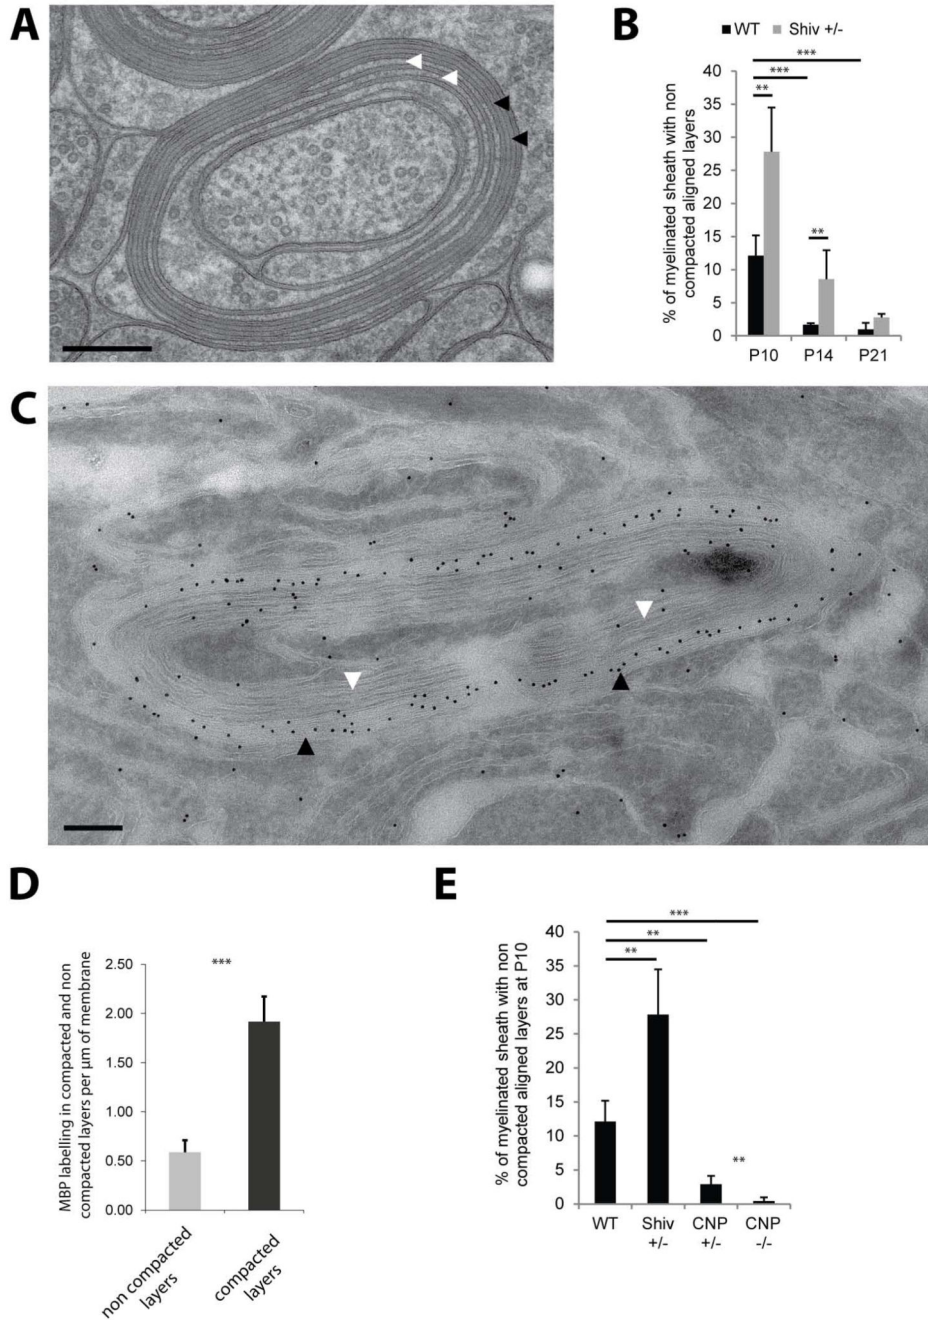 A
B
WT Shiv +/-
***
***
**
**
% of myelinated sheath with non
compacted aligned layers
40
35
30
25
20
15
10
5
0
P10 P14 P21
C
D
MBP labelling in compacted and non
compacted layers per µm of membrane
***
2.50
2.00
1.50
1.00
0.50
0.00
non compacted
layers
compacted
layers
E
***
**
**
**
% of myelinated sheath with non
compacted aligned layers at P10
40
35
30
25
20
15
10
5
0
WT Shiv CNP CNP
+/- +/- -/-